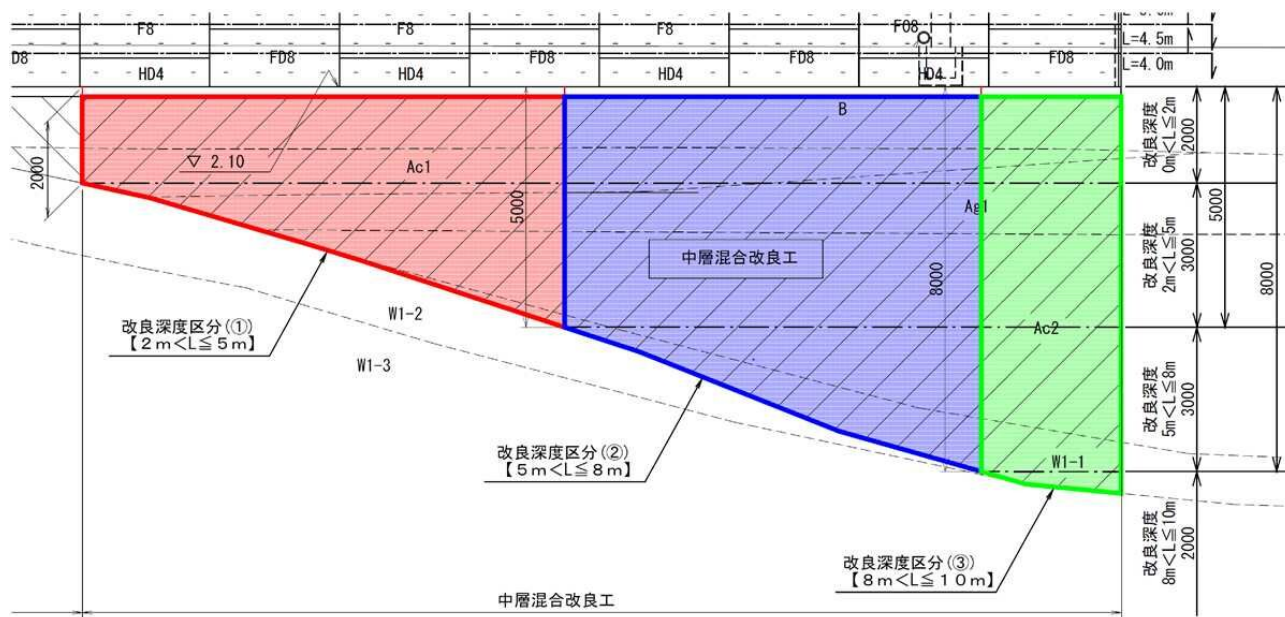 F8
F8
F08
L=4.5m
D8
FD8
FD8
FD8
HD4
HD4
HD4
HD4
L=4.0m
B
改良深度
0m<L≦2m
2000
2000
▽ 2.10
Ac1
5000
Ag1
改良深度
2m<L≦5m
3000
5000
中層混合改良工
8000
8000
W1-2
Ac2
改良深度区分(①)
【2m<L≦5m】
W1-3
改良深度
5m<L≦8m
3000
改良深度区分(②)
【5m<L≦8m】
W1-1
改良深度
8m<L≦10m
2000
改良深度区分(③)
【8m<L≦10m】
中層混合改良工